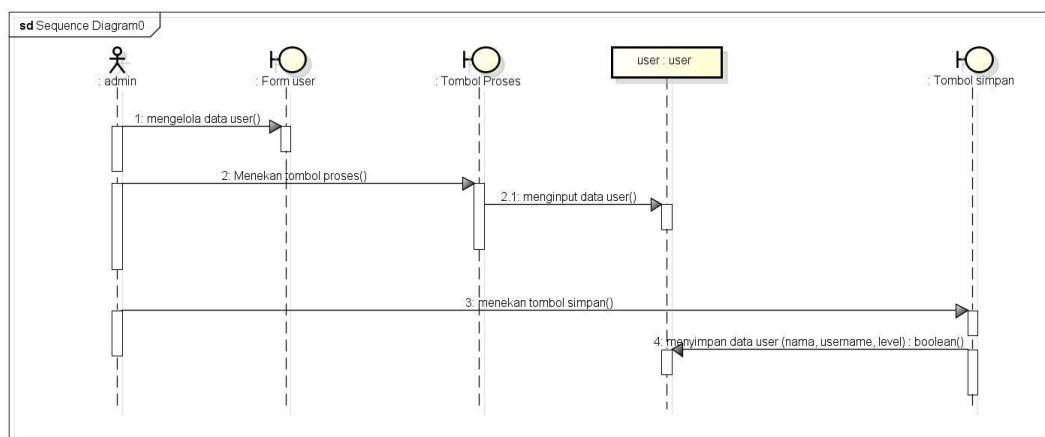 sd Sequence Diagram0
: admin
: Form user
: Tombol Proses
user : user
: Tombol simpan
1: mengelola data user()
2: Menekan tombol proses()
2.1: menginput data user()
3: menekan tombol simpan()
4: menyimpan data user (nama, username, level) : boolean()